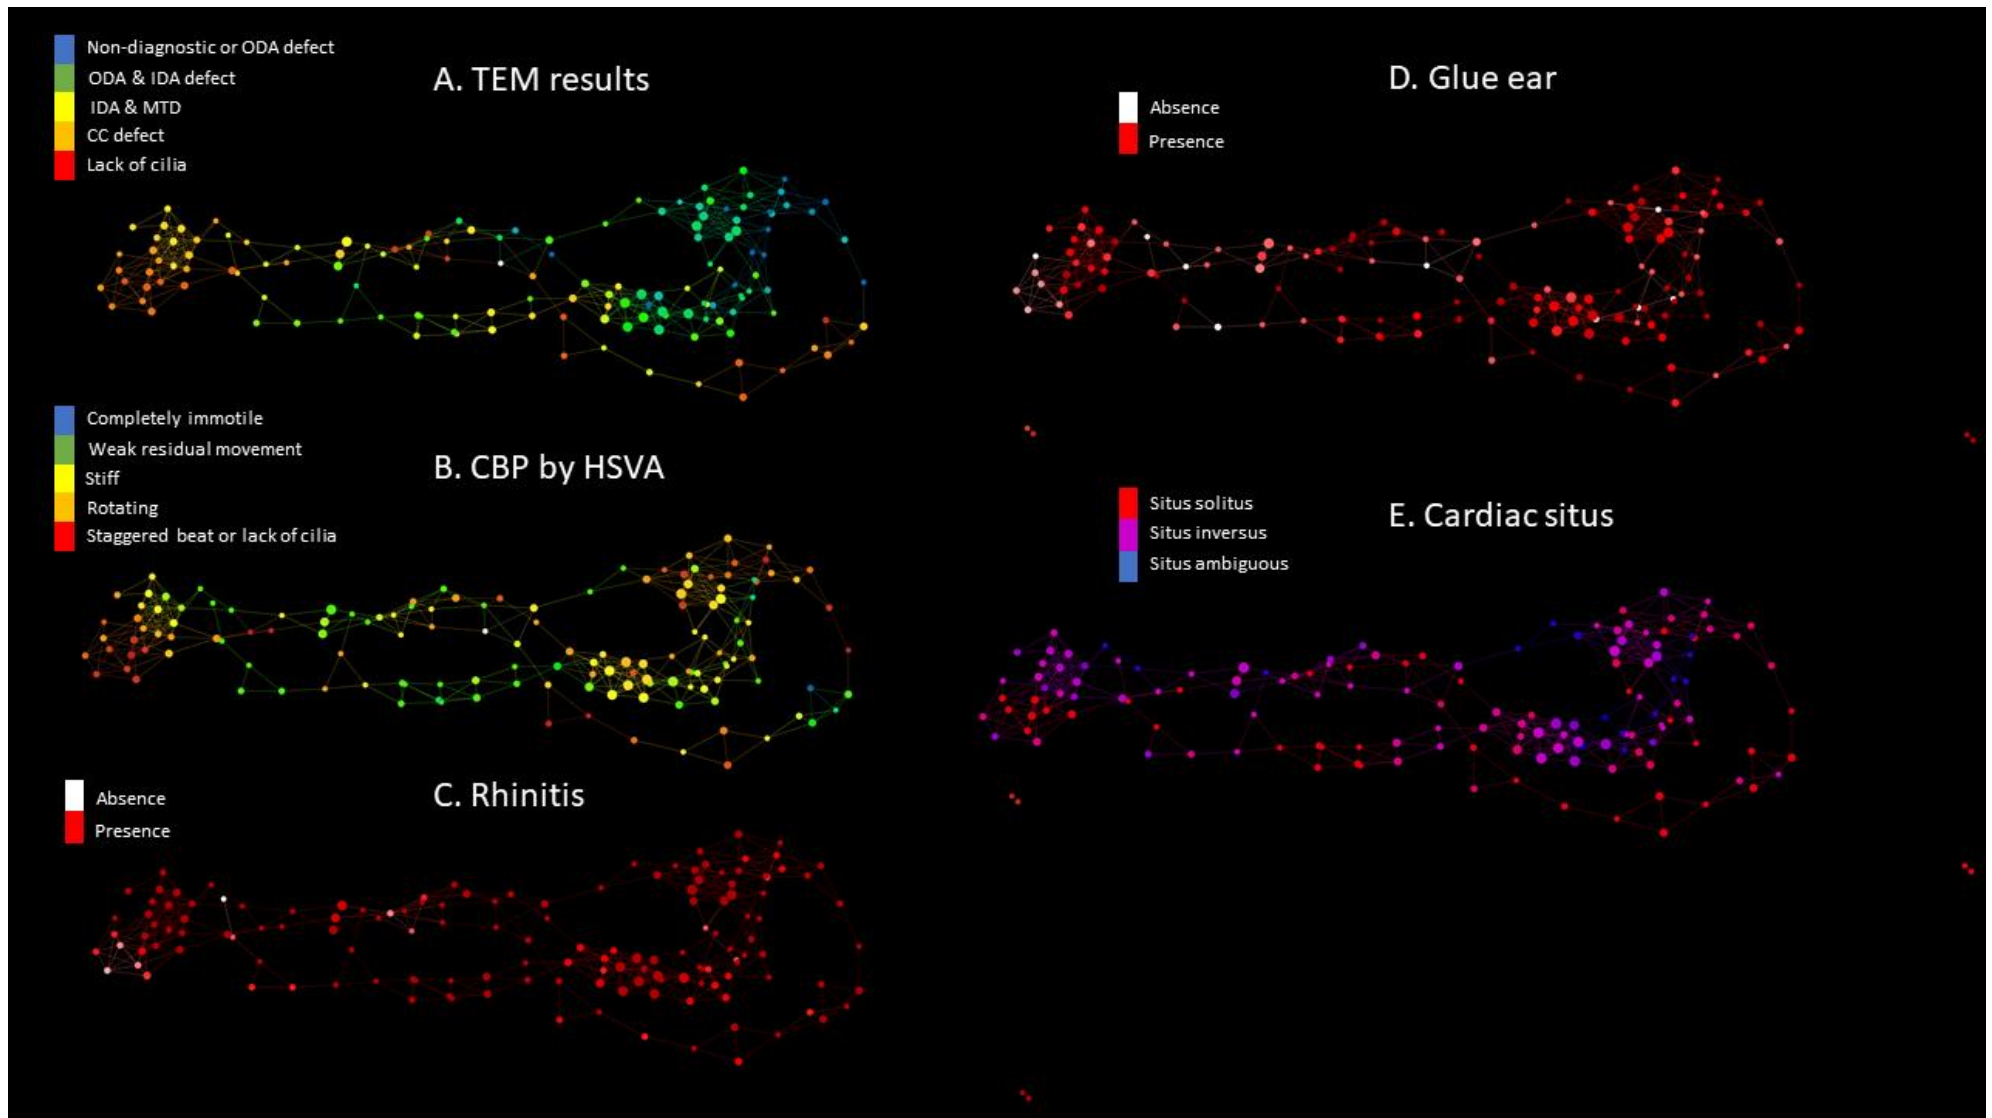 Non-diagnostic or ODA defect
ODA & IDA defect
IDA & MTD
CC defect
Lack of cilia
A. TEM results
Completely immotile
Weak residual movement
Stiff
Rotating
Staggered beat or lack of cilia
B. CBP by HSVA
Absence
Presence
C. Rhinitis
D. Glue ear
Absence
Presence
Situs solitus
Situs inversus
Situs ambiguous
E. Cardiac situs